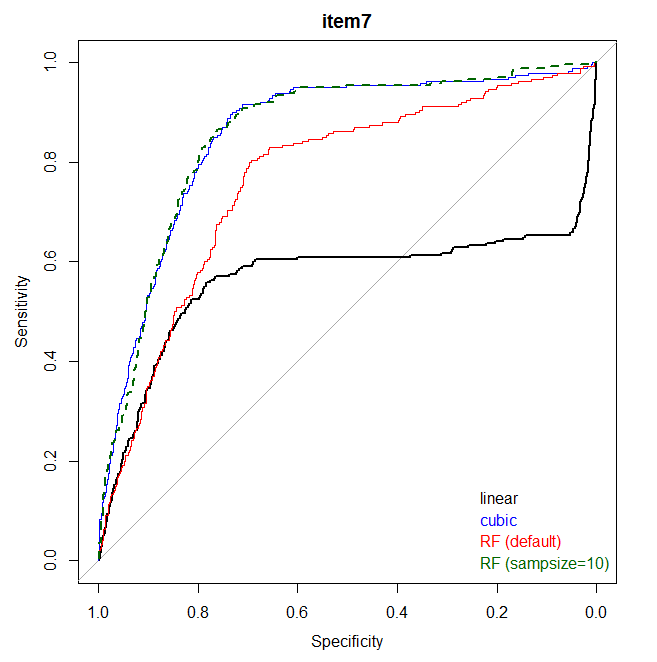 item7
1.0
0.8
0.6
0.4
0.2
0.0
Sensitivity
linear
cubic
RF (default)
RF (sampsize=10)
1.0 0.8 0.6 0.4 0.2 0.0
Specificity